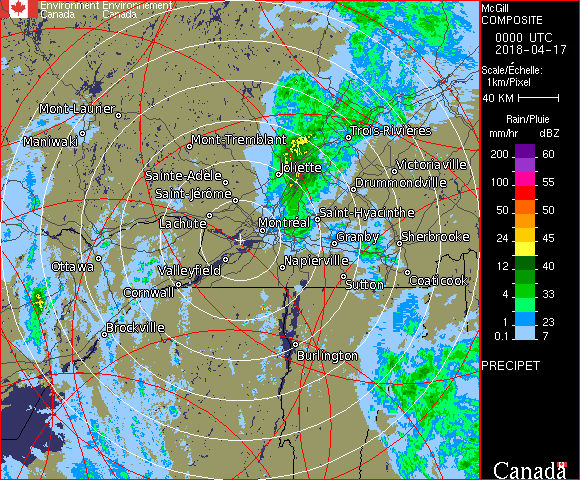 Environment Environnement
Canada Canada
McGill
COMPOSITE
0000 UTC
2018-04-17
Scale/Échelle:
1km/Pixel
40 KM
Rain/Pluie
mm/hr dBZ
200 60
100 55
50 50
50 45
24 39
12 40
4 33
1 23
0.1 7
PRECIPET
Canada
Mont-Laurier
Maniwaki
Mont-Tremblant
Trois-Rivières
Joliette
Victoriaville
Sainte-Adèle
Drummondville
Saint-Jérôme
Saint-Hyacinthe
Lachute
Montréal
Granby
Sherbrooke
Ottawa
Valleyfield
Napierville
Coaticook
Cornwall
Sutton
Brockville
Burlington